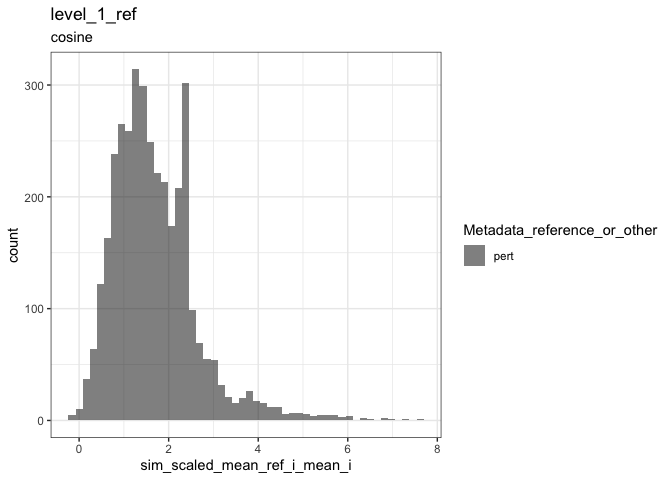 level_1_ref
cosine
300
200
100
0
count
0 2 4 6 8
sim_scaled_mean_ref_i_mean_i
Metadata_reference_or_other
pert